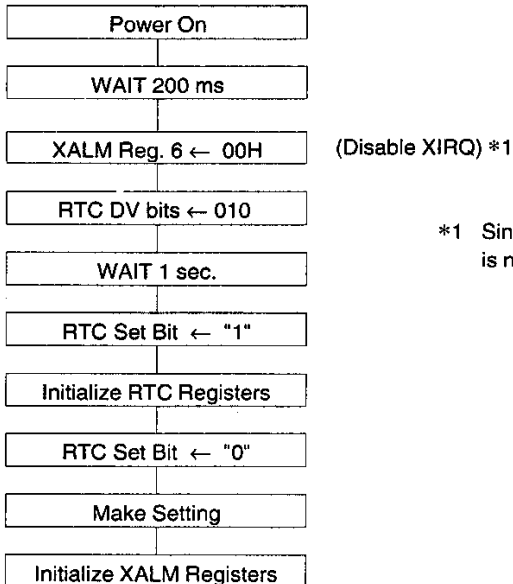 Power On
WAIT 200 ms
XALM Reg. 6 ← 00H (Disable XIRQ) *1
RTC DV bits ← 010
*1 Sin
is n
WAIT 1 sec.
RTC Set Bit ← "1"
Initialize RTC Registers
RTC Set Bit ← "0"
Make Setting
Initialize XALM Registers